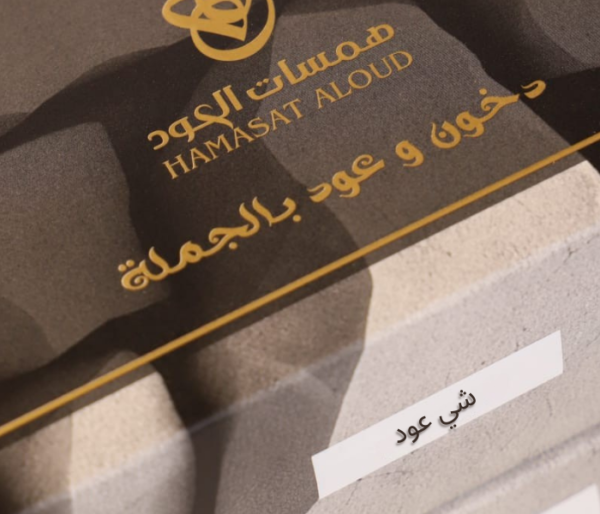 همسات العود
HAMASAT ALOUD
دخون و عود بالجملة
شي عود